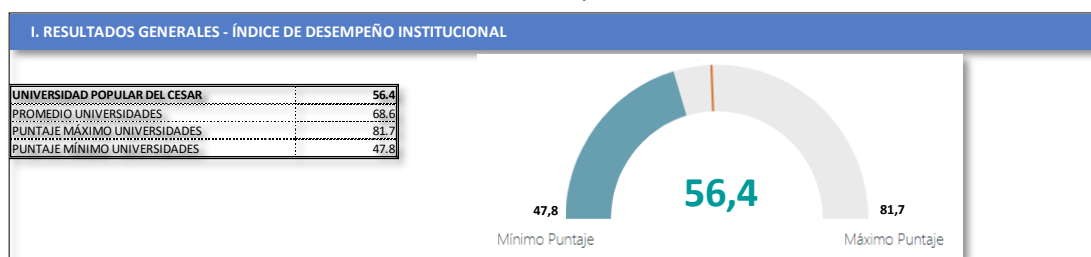 I. RESULTADOS GENERALES - ÍNDICE DE DESEMPEÑO INSTITUCIONAL
UNIVERSIDAD POPULAR DEL CESAR 56.4
PROMEDIO UNIVERSIDADES 68.6
PUNTAJE MÁXIMO UNIVERSIDADES 81.7
PUNTAJE MÍNIMO UNIVERSIDADES 47.8
56,4
47,8 81,7
Mínimo Puntaje Máximo Puntaje